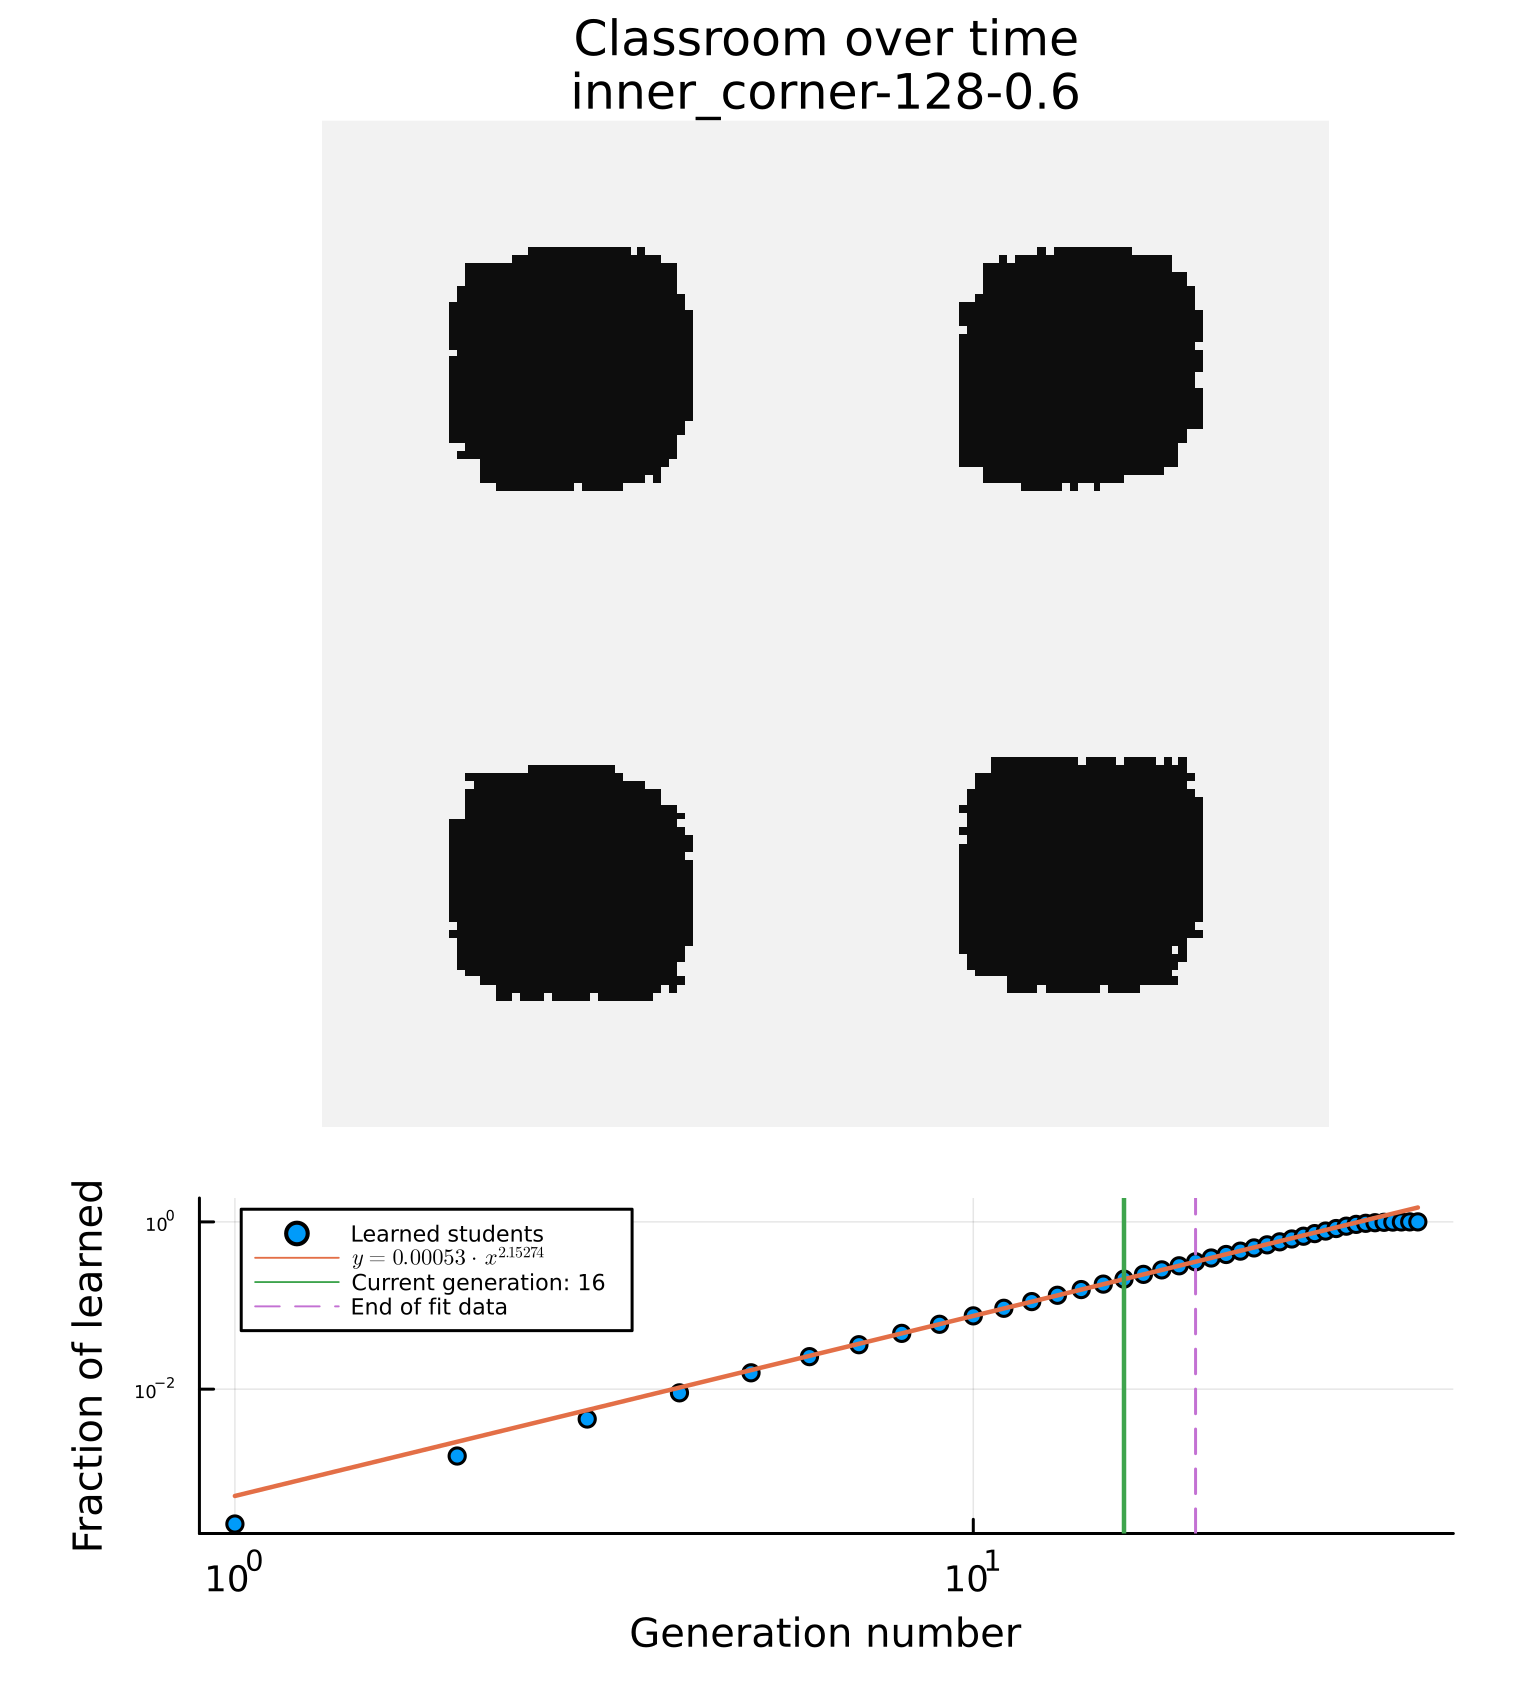 Classroom over time
inner_corner-128-0.6
Fraction of learned
10^0
10^−2
Learned students
y = 0.00053 · x^2.15274
Current generation: 16
End of fit data
10^0
10^1
Generation number